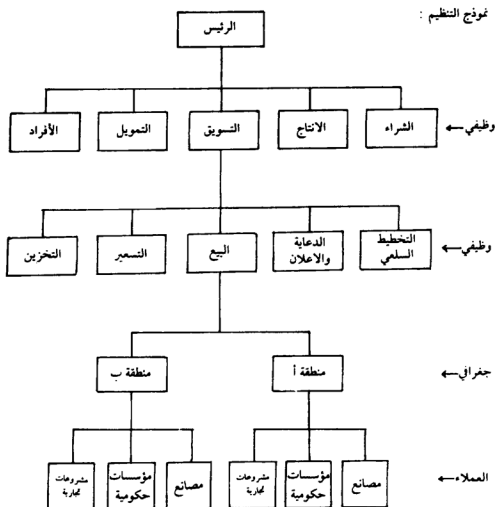 نموذج التنظيم :
الرئيس
وظيفي
الشراء
الانتاج
التسويق
التمويل
الأفراد
وظيفي
التخطيط
السلعي
الدعاية
والاعلان
البيع
التسعير
التخزين
جغرافي
منطقة أ
منطقة ب
العملاء
مصانع
مؤسسات
حكومية
مشروعات
تجارية
مصانع
مؤسسات
حكومية
مشروعات
تجارية